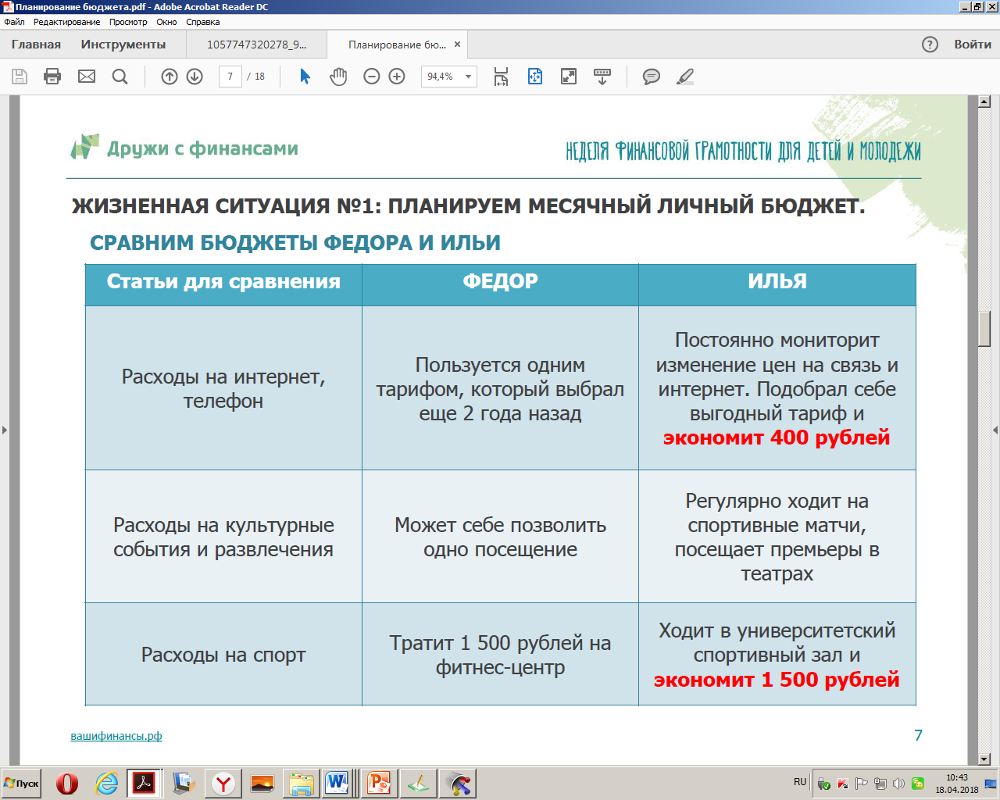 Планирование бюджета.pdf - Adobe Acrobat Reader DC
Файл Редактирование Просмотр Окно Справка
Главная Инструменты 1057747320278_9... Планирование бю... × ? Войти
7 / 18 94,4%
Дружи с финансами
НЕДЕЛЯ ФИНАНСОВОЙ ГРАМОТНОСТИ ДЛЯ ДЕТЕЙ И МОЛОДЕЖИ
ЖИЗНЕННАЯ СИТУАЦИЯ №1: ПЛАНИРУЕМ МЕСЯЧНЫЙ ЛИЧНЫЙ БЮДЖЕТ.
СРАВНИМ БЮДЖЕТЫ ФЕДОРА И ИЛЬИ
Статьи для сравнения
ФЕДОР
ИЛЬЯ
Расходы на интернет,
телефон
Пользуется одним
тарифом, который выбрал
еще 2 года назад
Постоянно мониторит
изменение цен на связь и
интернет. Подобрал себе
выгодный тариф и
экономит 400 рублей
Расходы на культурные
события и развлечения
Может себе позволить
одно посещение
Регулярно ходит на
спортивные матчи,
посещает премьеры в
театрах
Расходы на спорт
Тратит 1 500 рублей на
фитнес-центр
Ходит в университетский
спортивный зал и
экономит 1 500 рублей
вашифинансы.рф
7
Пуск
RU
10:43
18.04.2018